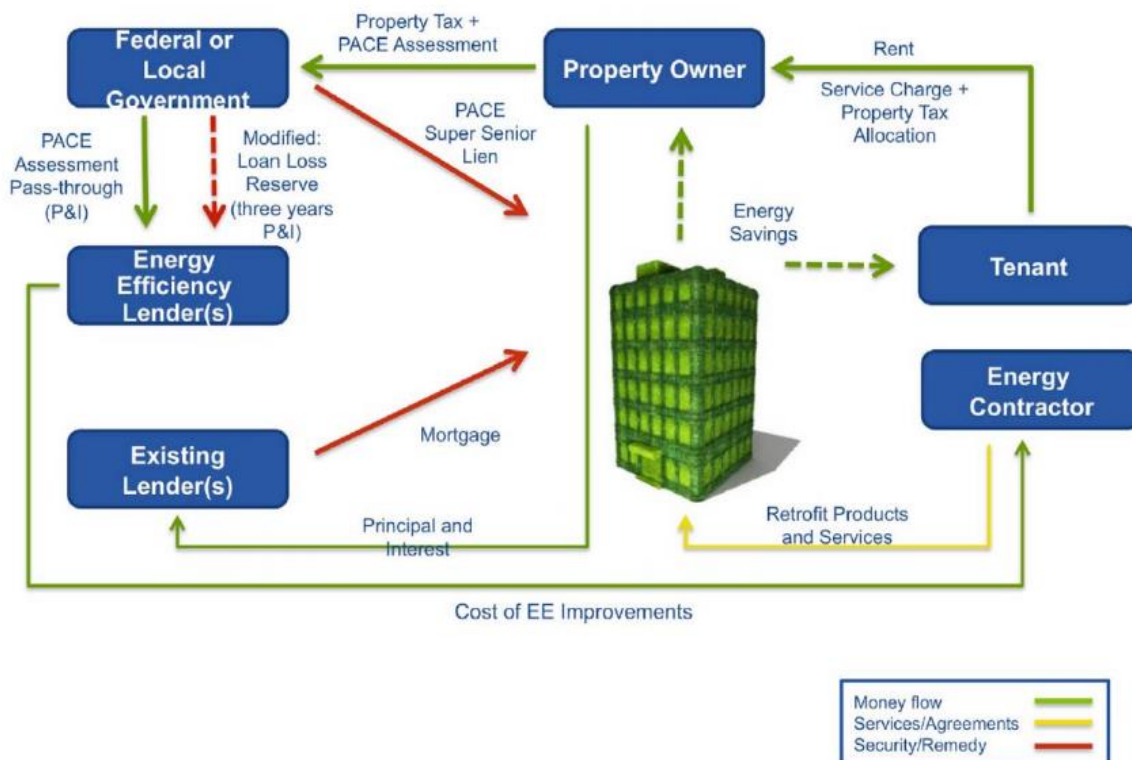 Federal or
Local
Government
Property Tax +
PACE Assessment
Property Owner
Rent
Service Charge +
Property Tax
Allocation
PACE
Super Senior
Lien
PACE
Assessment
Pass-through
(P&I)
Modified:
Loan Loss
Reserve
(three years
P&I)
Energy
Savings
Tenant
Energy
Efficiency
Lender(s)
Energy
Contractor
Mortgage
Existing
Lender(s)
Principal and
Interest
Retrofit Products
and Services
Cost of EE Improvements
Money flow
Services/Agreements
Security/Remedy